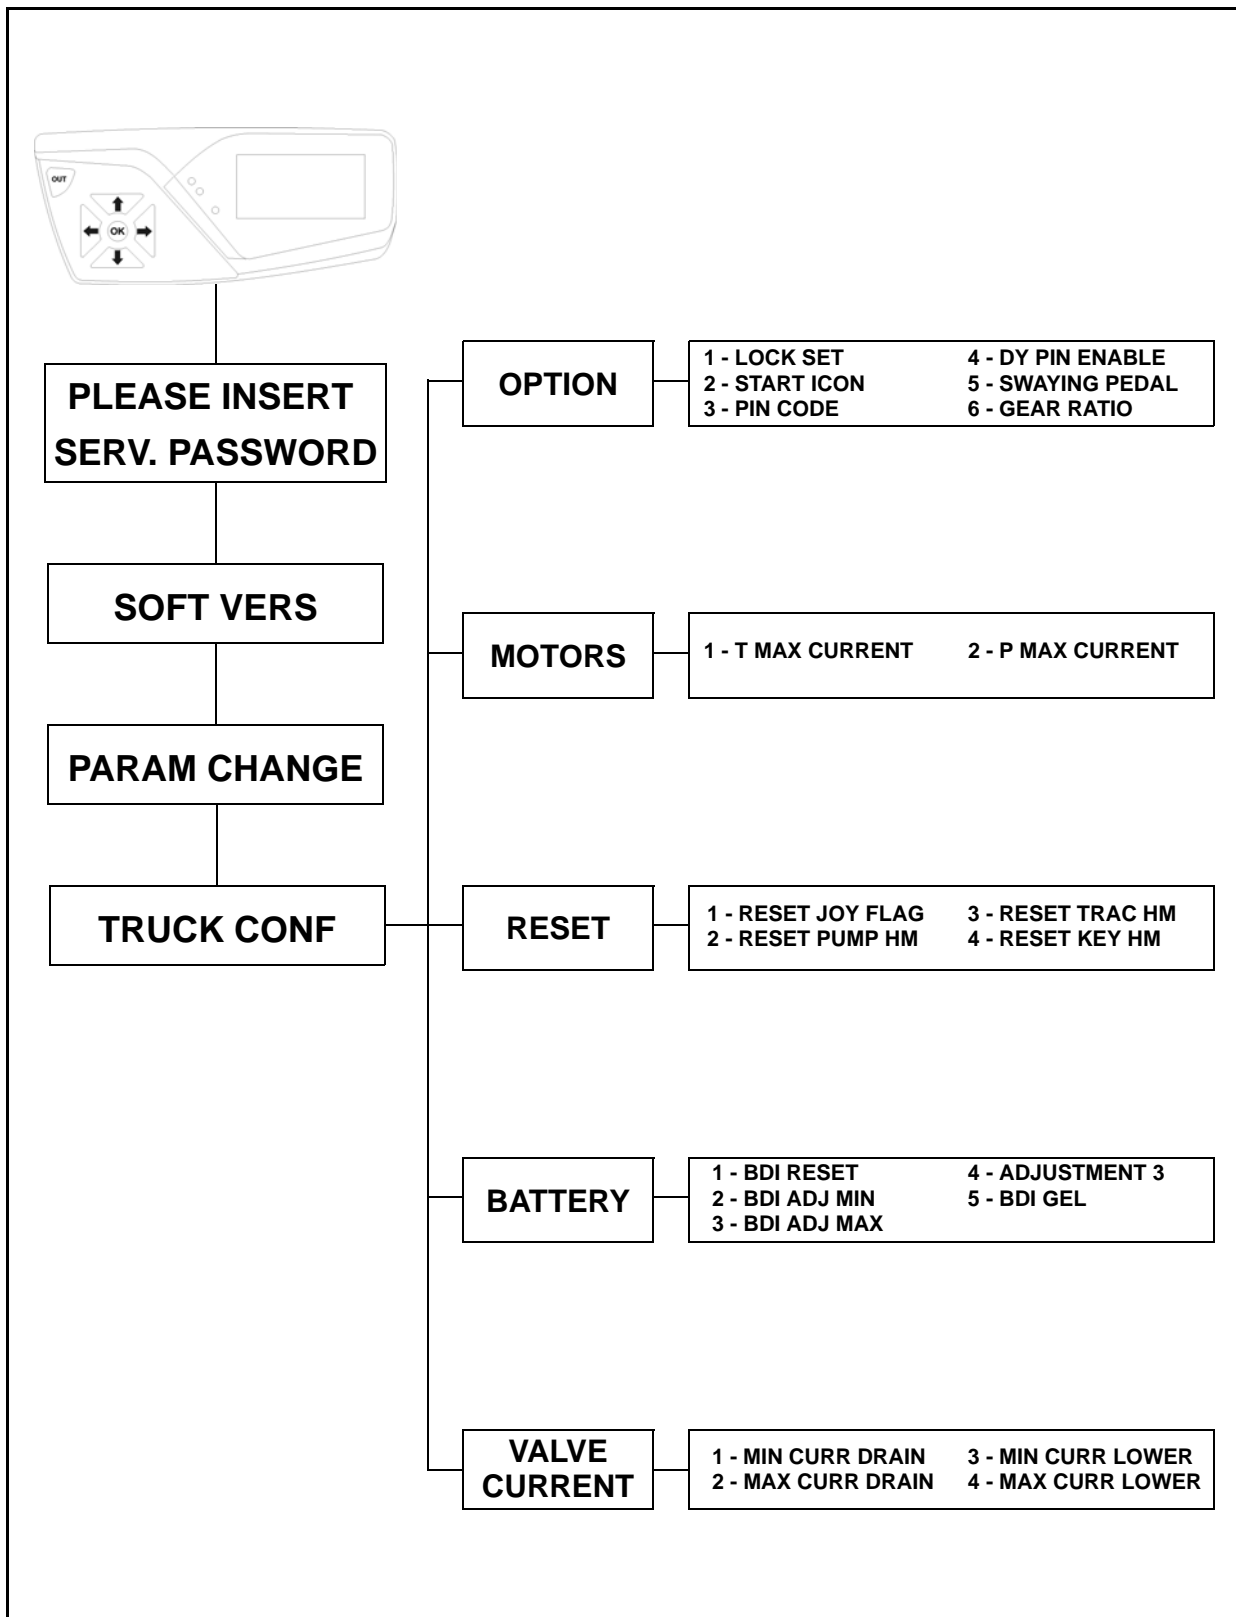 OUT
OK
PLEASE INSERT
SERV. PASSWORD
SOFT VERS
PARAM CHANGE
TRUCK CONF
OPTION
1 - LOCK SET
2 - START ICON
3 - PIN CODE
4 - DY PIN ENABLE
5 - SWAYING PEDAL
6 - GEAR RATIO
MOTORS
1 - T MAX CURRENT
2 - P MAX CURRENT
RESET
1 - RESET JOY FLAG
2 - RESET PUMP HM
3 - RESET TRAC HM
4 - RESET KEY HM
BATTERY
1 - BDI RESET
2 - BDI ADJ MIN
3 - BDI ADJ MAX
4 - ADJUSTMENT 3
5 - BDI GEL
VALVE
CURRENT
1 - MIN CURR DRAIN
2 - MAX CURR DRAIN
3 - MIN CURR LOWER
4 - MAX CURR LOWER